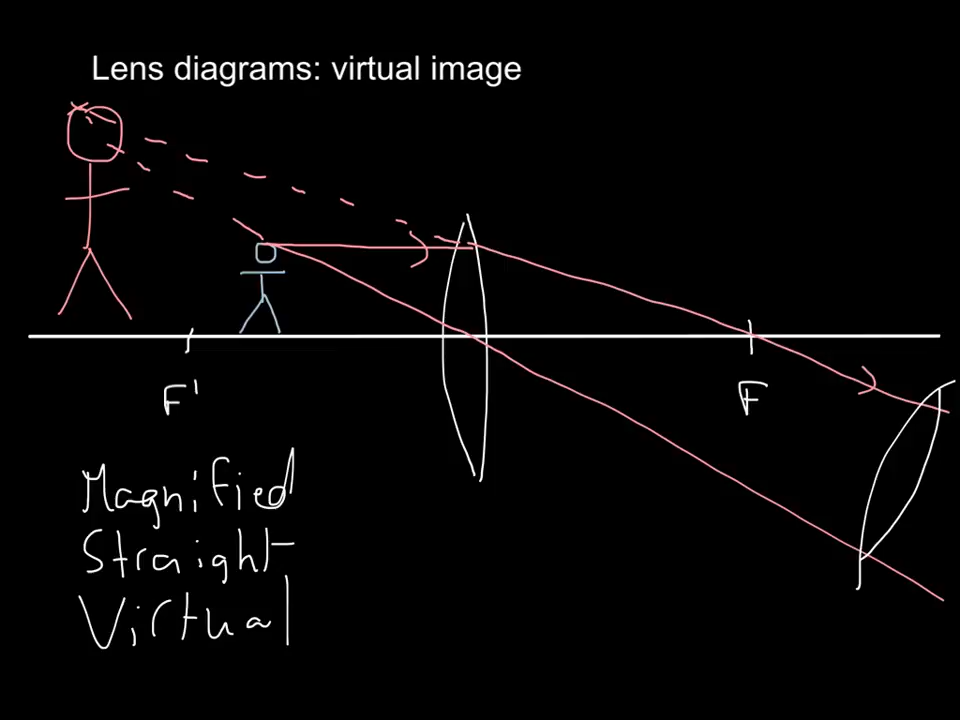 Lens diagrams: virtual image
F' F
Magnified
Straight
Virtual